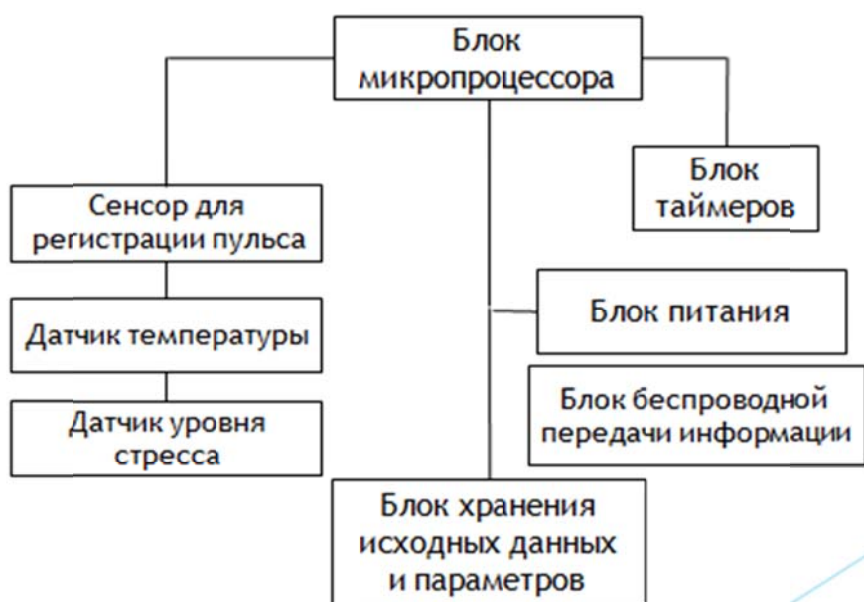 Блок
микропроцессора
Блок
таймеров
Сенсор для
регистрации пульса
Датчик температуры
Датчик уровня
стресса
Блок питания
Блок беспроводной
передачи информации
Блок хранения
исходных данных
и параметров